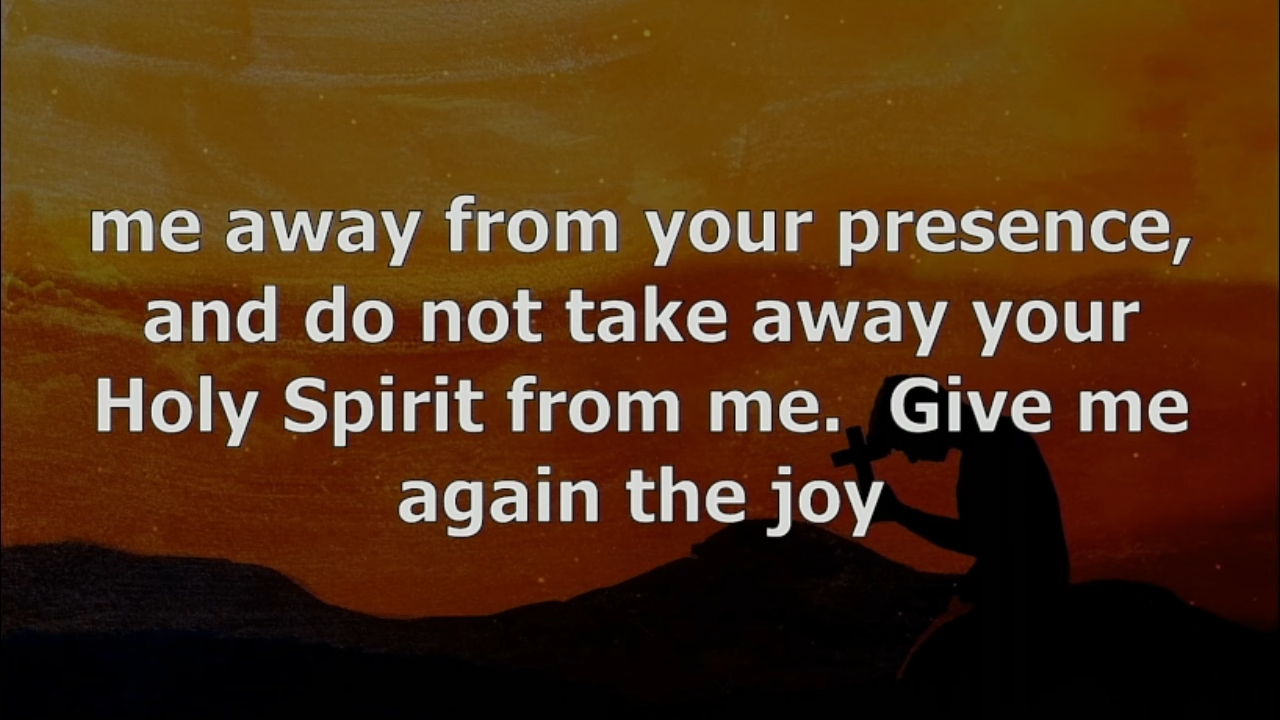 me away from your presence,
and do not take away your
Holy Spirit from me.  Give me
again the joy